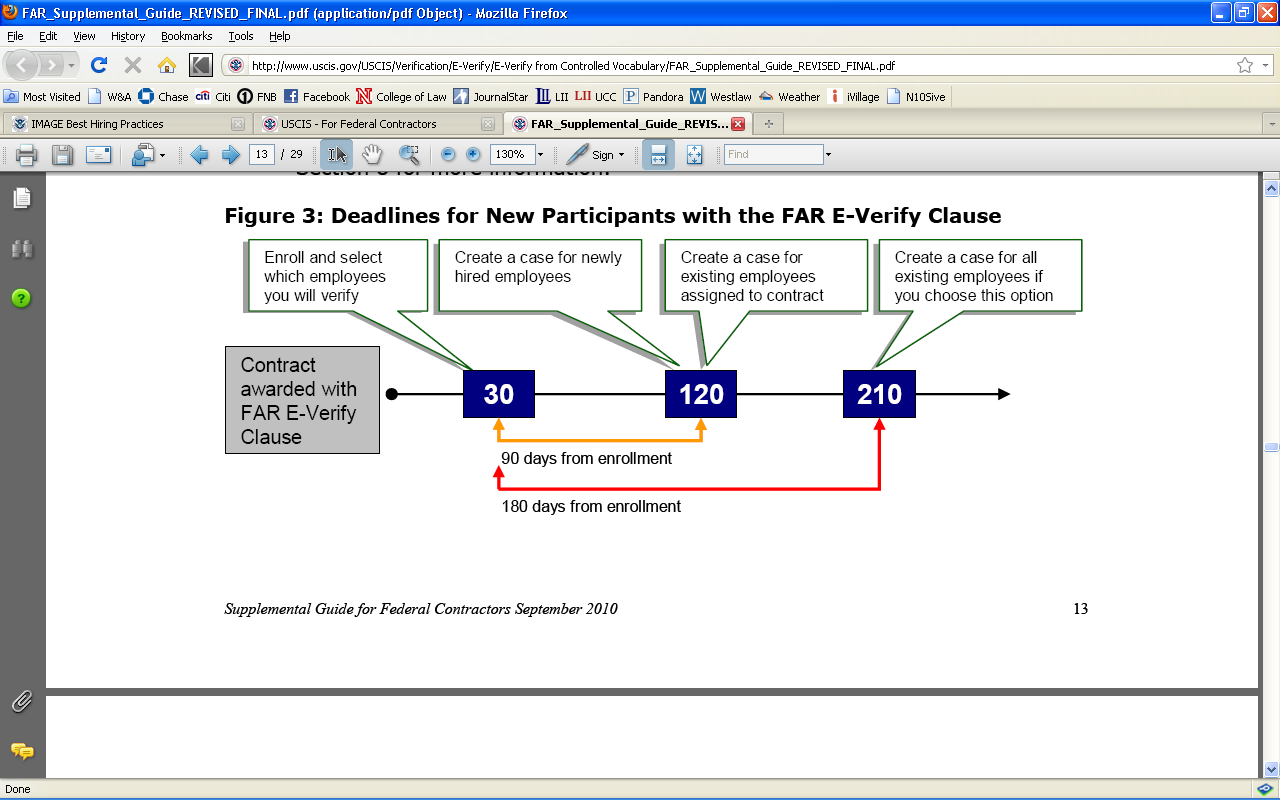 FAR_Supplemental_Guide_REVISED_FINAL.pdf (application/pdf Object) - Mozilla Firefox
File Edit View History Bookmarks Tools Help
http://www.uscis.gov/USCIS/Verification/E-Verify/E-Verify from Controlled Vocabulary/FAR_Supplemental_Guide_REVISED_FINAL.pdf
Most Visited W&A Chase citi Citi FNB Facebook College of Law JournalStar LII LII UCC Pandora Westlaw Weather iVillage N10Sive
IMAGE Best Hiring Practices USCIS - For Federal Contractors FAR_Supplemental_Guide_REVIS...
13 / 29 130% Sign Find
Section 8 for more information.
Figure 3: Deadlines for New Participants with the FAR E-Verify Clause
Enroll and select
which employees
you will verify
Create a case for newly
hired employees
Create a case for
existing employees
assigned to contract
Create a case for all
existing employees if
you choose this option
Contract
awarded with
FAR E-Verify
Clause
30
120
210
90 days from enrollment
180 days from enrollment
Supplemental Guide for Federal Contractors September 2010 13
Done